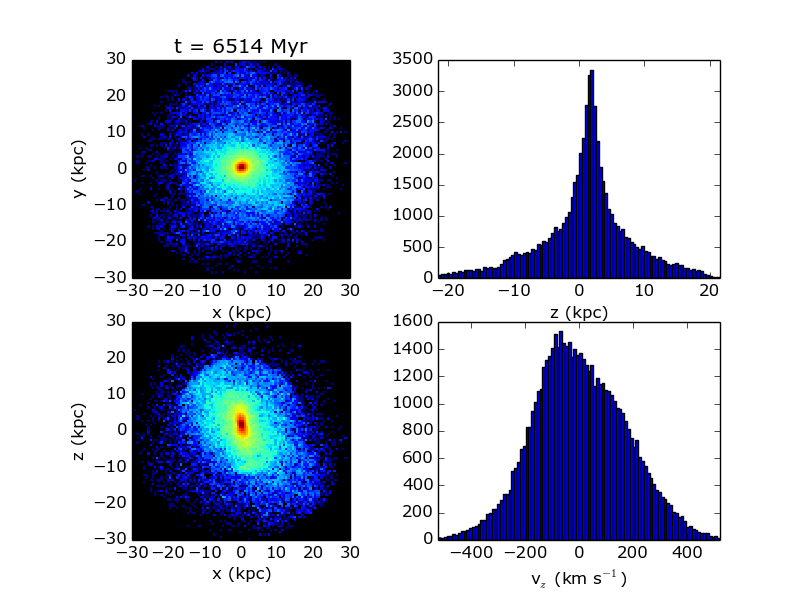 t = 6514 Myr
30
20
10
0
−10
−20
−30
y (kpc)
−30 −20 −10 0 10 20 30
x (kpc)
3500
3000
2500
2000
1500
1000
500
0
−20 −10 0 10 20
z (kpc)
30
20
10
0
−10
−20
−30
z (kpc)
−30 −20 −10 0 10 20 30
x (kpc)
1600
1400
1200
1000
800
600
400
200
0
−400 −200 0 200 400
v_z (km s⁻¹)